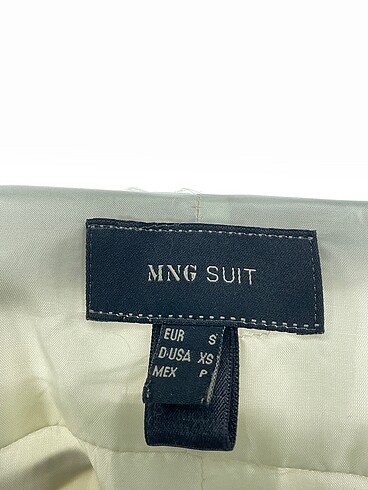 MNG SUIT
EUR S
D·USA XS
MEX P